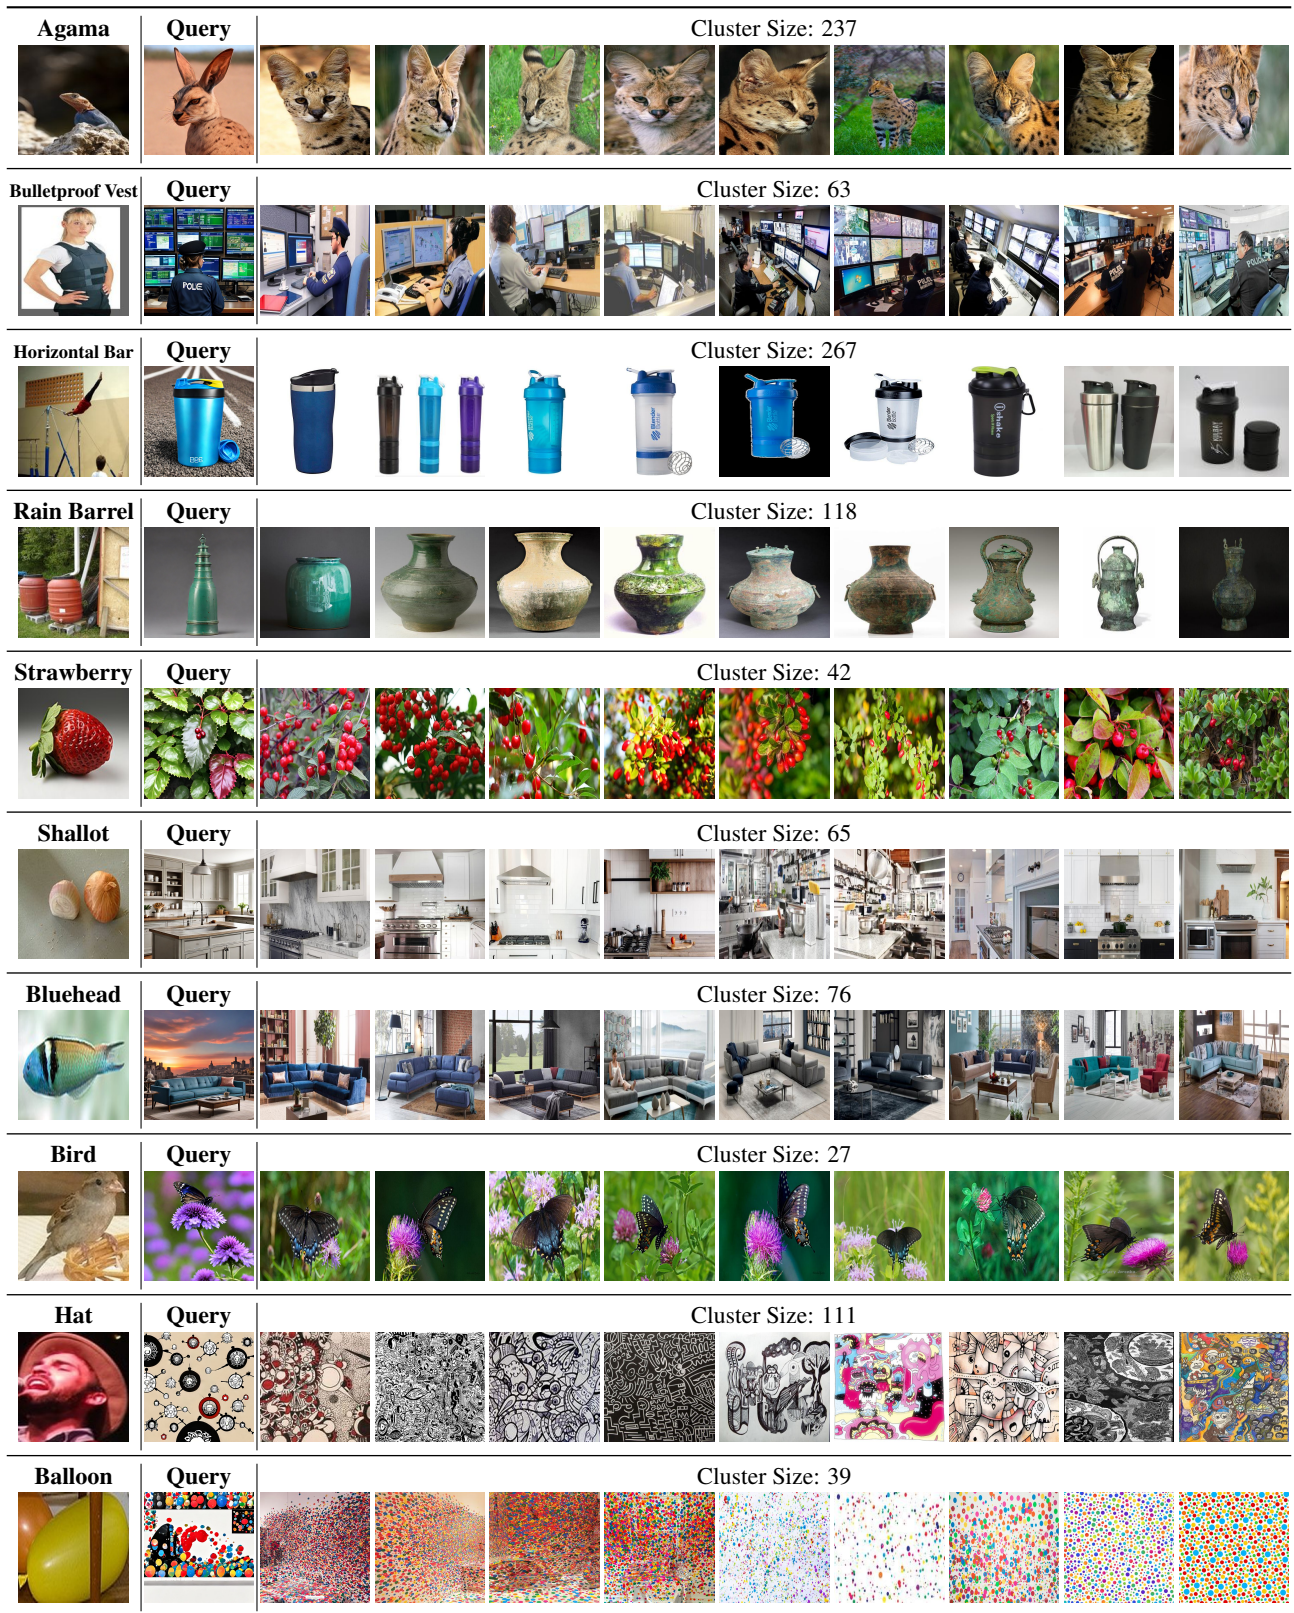 Agama Query Cluster Size: 237
Bulletproof Vest Query Cluster Size: 63
POLIE
Horizontal Bar Query Cluster Size: 267
Rain Barrel Query Cluster Size: 118
Strawberry Query Cluster Size: 42
Shallot Query Cluster Size: 65
Bluehead Query Cluster Size: 76
Bird Query Cluster Size: 27
Hat Query Cluster Size: 111
Balloon Query Cluster Size: 39